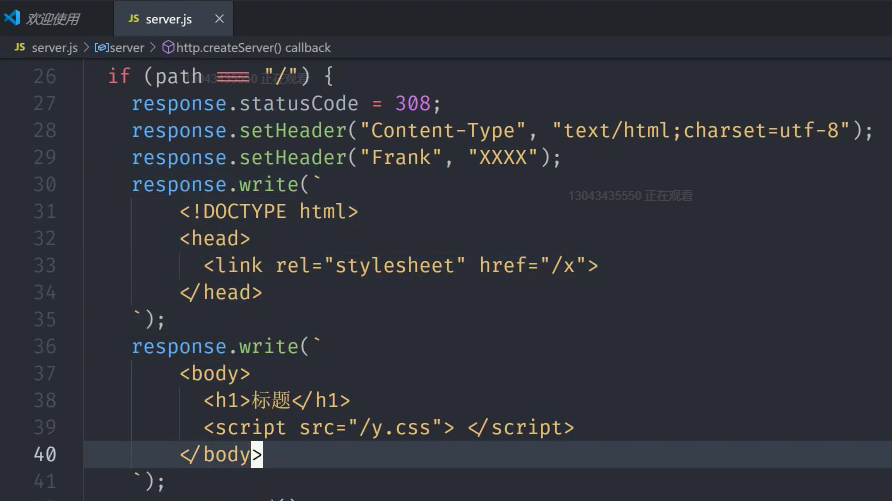 欢迎使用
JS server.js
JS server.js > server > http.createServer() callback
26 if (path === "/") {
27 response.statusCode = 308;
28 response.setHeader("Content-Type", "text/html;charset=utf-8");
29 response.setHeader("Frank", "XXXX");
30 response.write(`
13043435550 正在观看
31 <!DOCTYPE html>
32 <head>
33 <link rel="stylesheet" href="/x">
34 </head>
35 `);
36 response.write(`
37 <body>
38 <h1>标题</h1>
39 <script src="/y.css"> </script>
40 </body>
41 `);